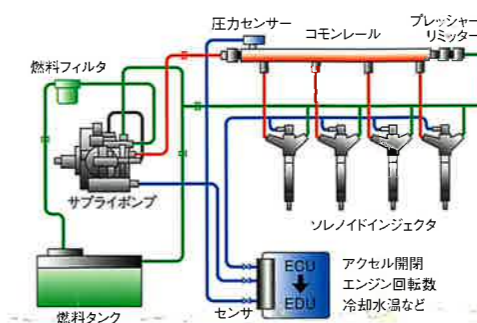 圧力センサー
コモンレール
プレッシャー
リミッター
燃料フィルタ
サプライポンプ
ソレノイドインジェクタ
燃料タンク
センサ
ECU
EDU
アクセル開閉
エンジン回転数
冷却水温など